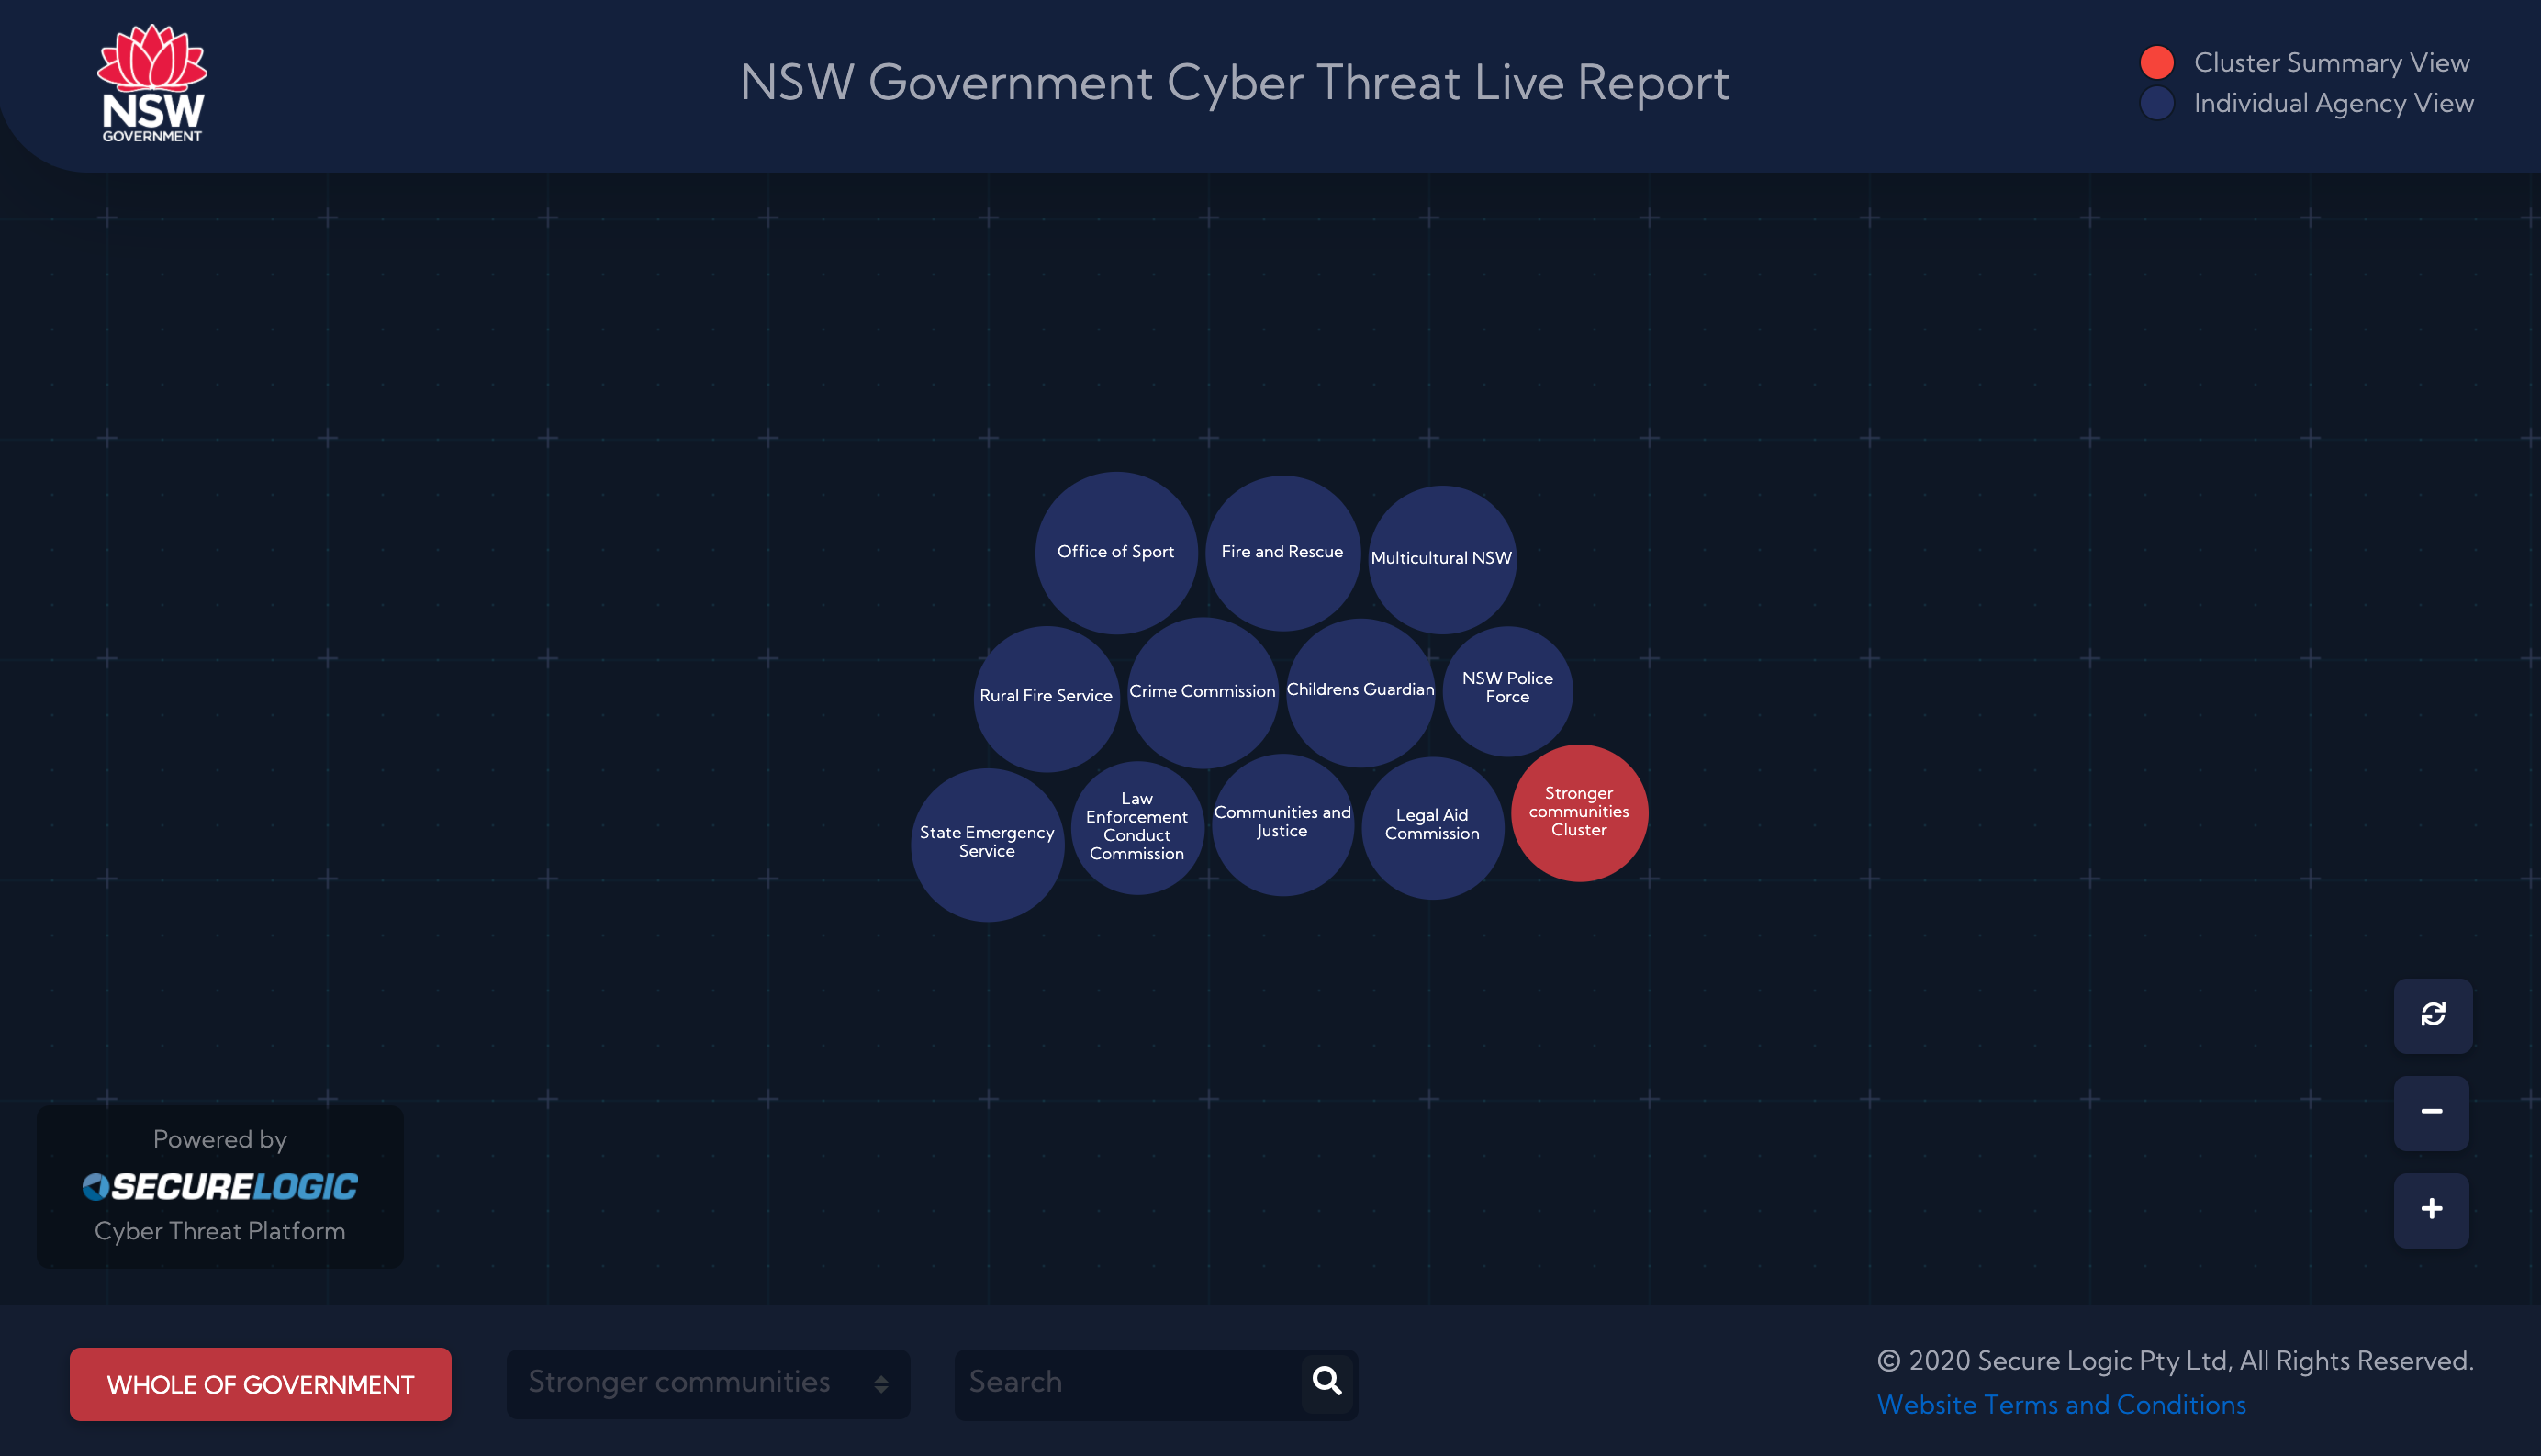 NSW
GOVERNMENT
NSW Government Cyber Threat Live Report
Cluster Summary View
Individual Agency View
Office of Sport
Fire and Rescue
Multicultural NSW
Rural Fire Service
Crime Commission
Childrens Guardian
NSW Police
Force
State Emergency
Service
Law
Enforcement
Conduct
Commission
Communities and
Justice
Legal Aid
Commission
Stronger
communities
Cluster
Powered by
SECURELOGIC
Cyber Threat Platform
WHOLE OF GOVERNMENT
Stronger communities
Search
© 2020 Secure Logic Pty Ltd, All Rights Reserved.
Website Terms and Conditions